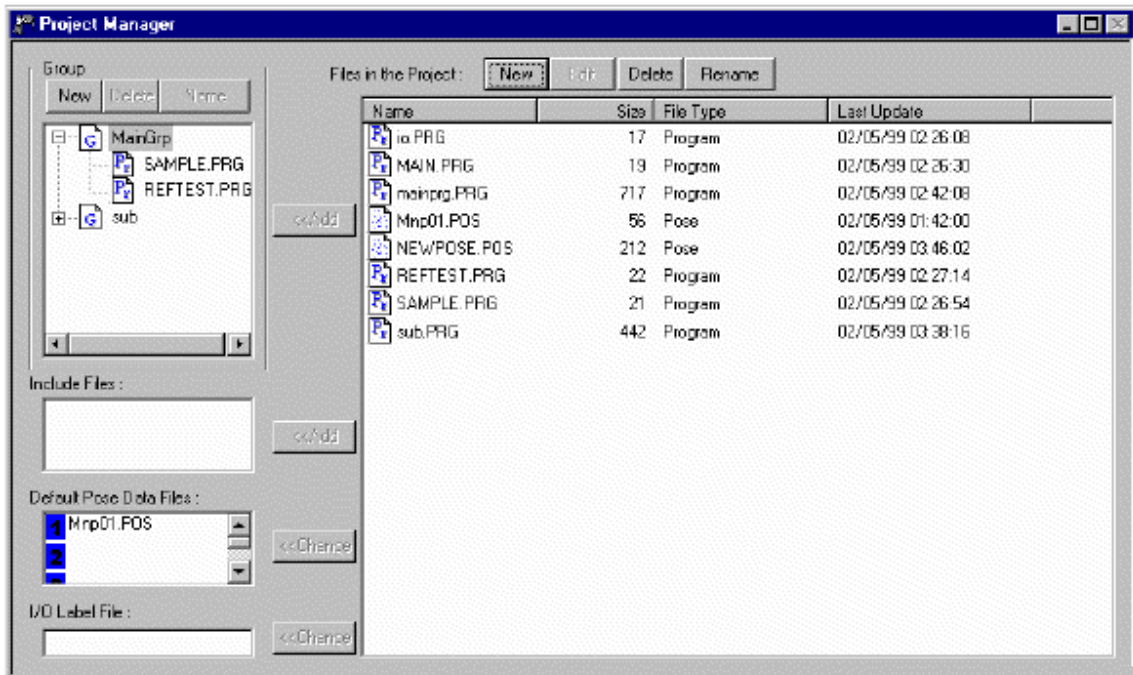 Project Manager
Group
New Delete Name
MainGrp
SAMPLE.PRG
REFTEST.PRG
sub
<<Add
Include Files :
<<Add
Default Pose Data Files :
1 Mnp01.POS
2
<<Change
I/O Label File :
<<Change
Files in the Project : New Edit Delete Rename
Name Size File Type Last Update
io.PRG 17 Program 02/05/99 02:26:08
MAIN.PRG 19 Program 02/05/99 02:26:30
mainprg.PRG 717 Program 02/05/99 02:42:08
Mnp01.POS 56 Pose 02/05/99 01:42:00
NEWPOSE.POS 212 Pose 02/05/99 03:46:02
REFTEST.PRG 22 Program 02/05/99 02:27:14
SAMPLE.PRG 21 Program 02/05/99 02:26:54
sub.PRG 442 Program 02/05/99 03:38:16